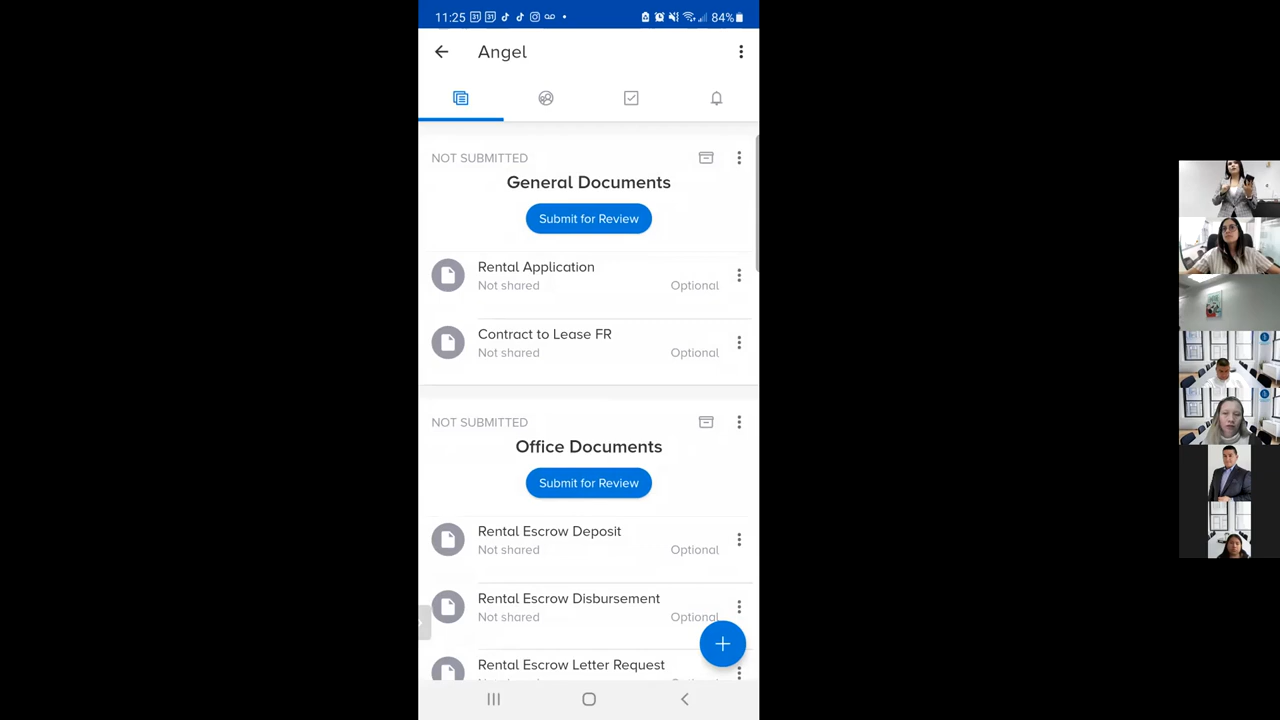 11:25
84%
Angel
NOT SUBMITTED
General Documents
Submit for Review
Rental Application
Not shared
Optional
Contract to Lease FR
Not shared
Optional
NOT SUBMITTED
Office Documents
Submit for Review
Rental Escrow Deposit
Not shared
Optional
Rental Escrow Disbursement
Not shared
Optional
Rental Escrow Letter Request